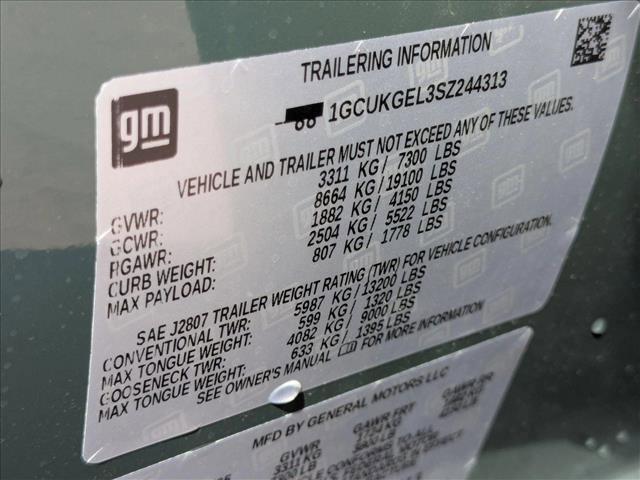 TRAILERING INFORMATION
gm
1GCUKGEL3SZ244313
VEHICLE AND TRAILER MUST NOT EXCEED ANY OF THESE VALUES.
GVWR: 3311 KG / 7300 LBS
GCWR: 8664 KG / 19100 LBS
RGAWR: 1882 KG / 4150 LBS
CURB WEIGHT: 2504 KG / 5522 LBS
MAX PAYLOAD: 807 KG / 1778 LBS
SAE J2807 TRAILER WEIGHT RATING (TWR) FOR VEHICLE CONFIGURATION.
CONVENTIONAL TWR: 5987 KG / 13200 LBS
MAX TONGUE WEIGHT: 599 KG / 1320 LBS
GOOSENECK TWR: 4082 KG / 9000 LBS
MAX TONGUE WEIGHT: 633 KG / 1395 LBS
SEE OWNER'S MANUAL FOR MORE INFORMATION
MFD BY GENERAL MOTORS LLC
GVWR GAWR FRT GAWR RR
3311 KG